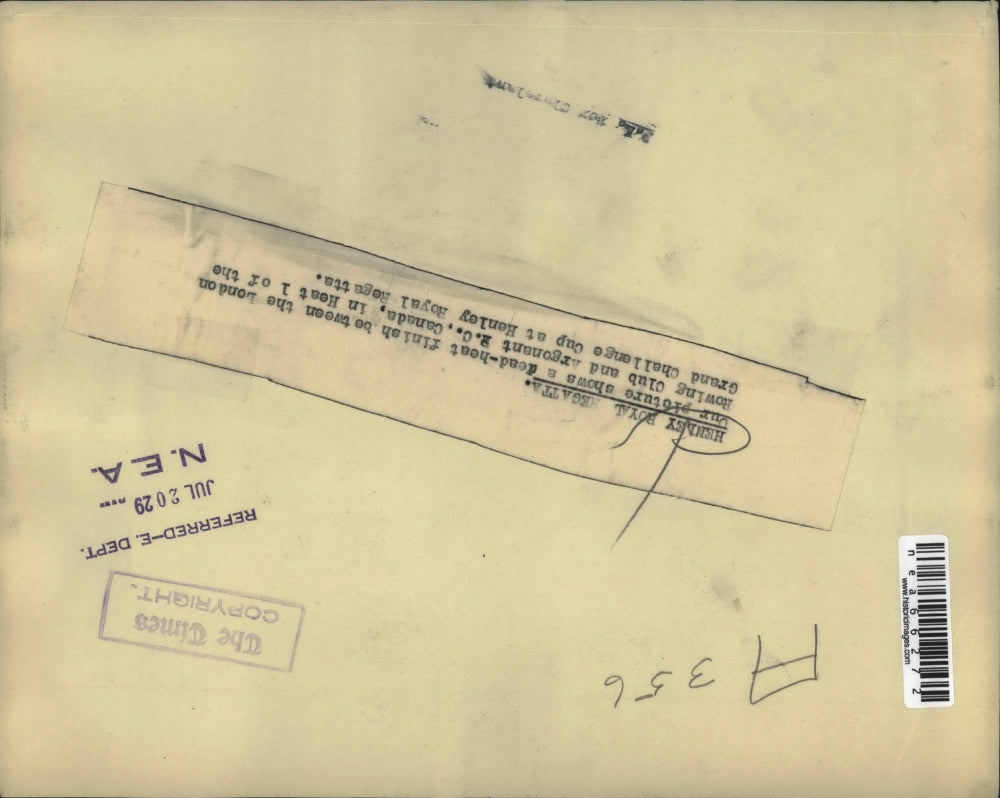 HENLEY ROYAL REGATTA.
Our picture shows a dead-heat finish between the London
Rowing Club and Argonant R.C., Canada, in Heat 1 of the
Grand Challenge Cup at Henley Royal Regatta.
The Times
COPYRIGHT.
REFERRED-E. DEPT.
JUL 20 29
N.E.A.
A 356
n e a 6 6 2 7 2
www.historicimages.com